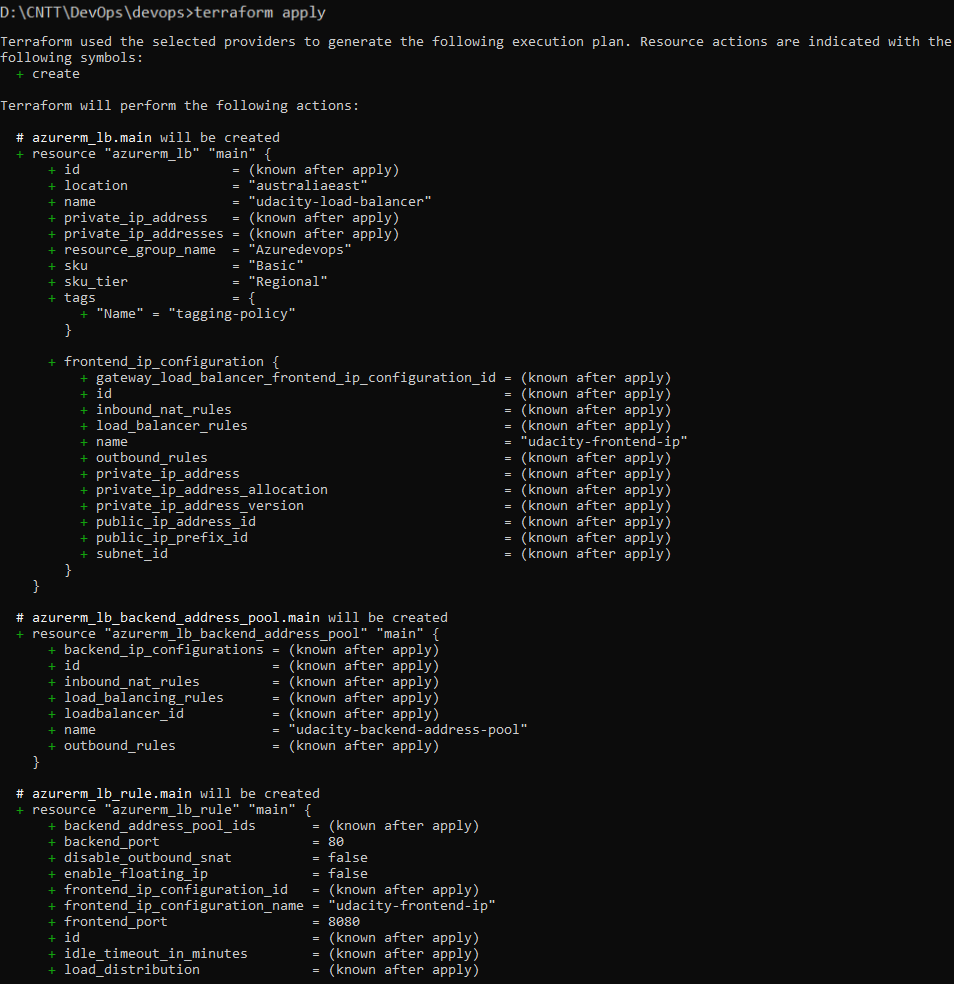 D:\CNTT\DevOps\devops>terraform apply
Terraform used the selected providers to generate the following execution plan. Resource actions are indicated with the
following symbols:
  + create

Terraform will perform the following actions:

  # azurerm_lb.main will be created
  + resource "azurerm_lb" "main" {
      + id                   = (known after apply)
      + location             = "australiaeast"
      + name                 = "udacity-load-balancer"
      + private_ip_address   = (known after apply)
      + private_ip_addresses = (known after apply)
      + resource_group_name  = "Azuredevops"
      + sku                  = "Basic"
      + sku_tier             = "Regional"
      + tags                 = {
          + "Name" = "tagging-policy"
        }

      + frontend_ip_configuration {
          + gateway_load_balancer_frontend_ip_configuration_id = (known after apply)
          + id                                                 = (known after apply)
          + inbound_nat_rules                                  = (known after apply)
          + load_balancer_rules                                = (known after apply)
          + name                                               = "udacity-frontend-ip"
          + outbound_rules                                     = (known after apply)
          + private_ip_address                                 = (known after apply)
          + private_ip_address_allocation                      = (known after apply)
          + private_ip_address_version                         = (known after apply)
          + public_ip_address_id                               = (known after apply)
          + public_ip_prefix_id                                = (known after apply)
          + subnet_id                                          = (known after apply)
        }
    }

  # azurerm_lb_backend_address_pool.main will be created
  + resource "azurerm_lb_backend_address_pool" "main" {
      + backend_ip_configurations = (known after apply)
      + id                        = (known after apply)
      + inbound_nat_rules         = (known after apply)
      + load_balancing_rules      = (known after apply)
      + loadbalancer_id           = (known after apply)
      + name                      = "udacity-backend-address-pool"
      + outbound_rules            = (known after apply)
    }

  # azurerm_lb_rule.main will be created
  + resource "azurerm_lb_rule" "main" {
      + backend_address_pool_ids       = (known after apply)
      + backend_port                   = 80
      + disable_outbound_snat          = false
      + enable_floating_ip             = false
      + frontend_ip_configuration_id   = (known after apply)
      + frontend_ip_configuration_name = "udacity-frontend-ip"
      + frontend_port                  = 8080
      + id                             = (known after apply)
      + idle_timeout_in_minutes        = (known after apply)
      + load_distribution              = (known after apply)